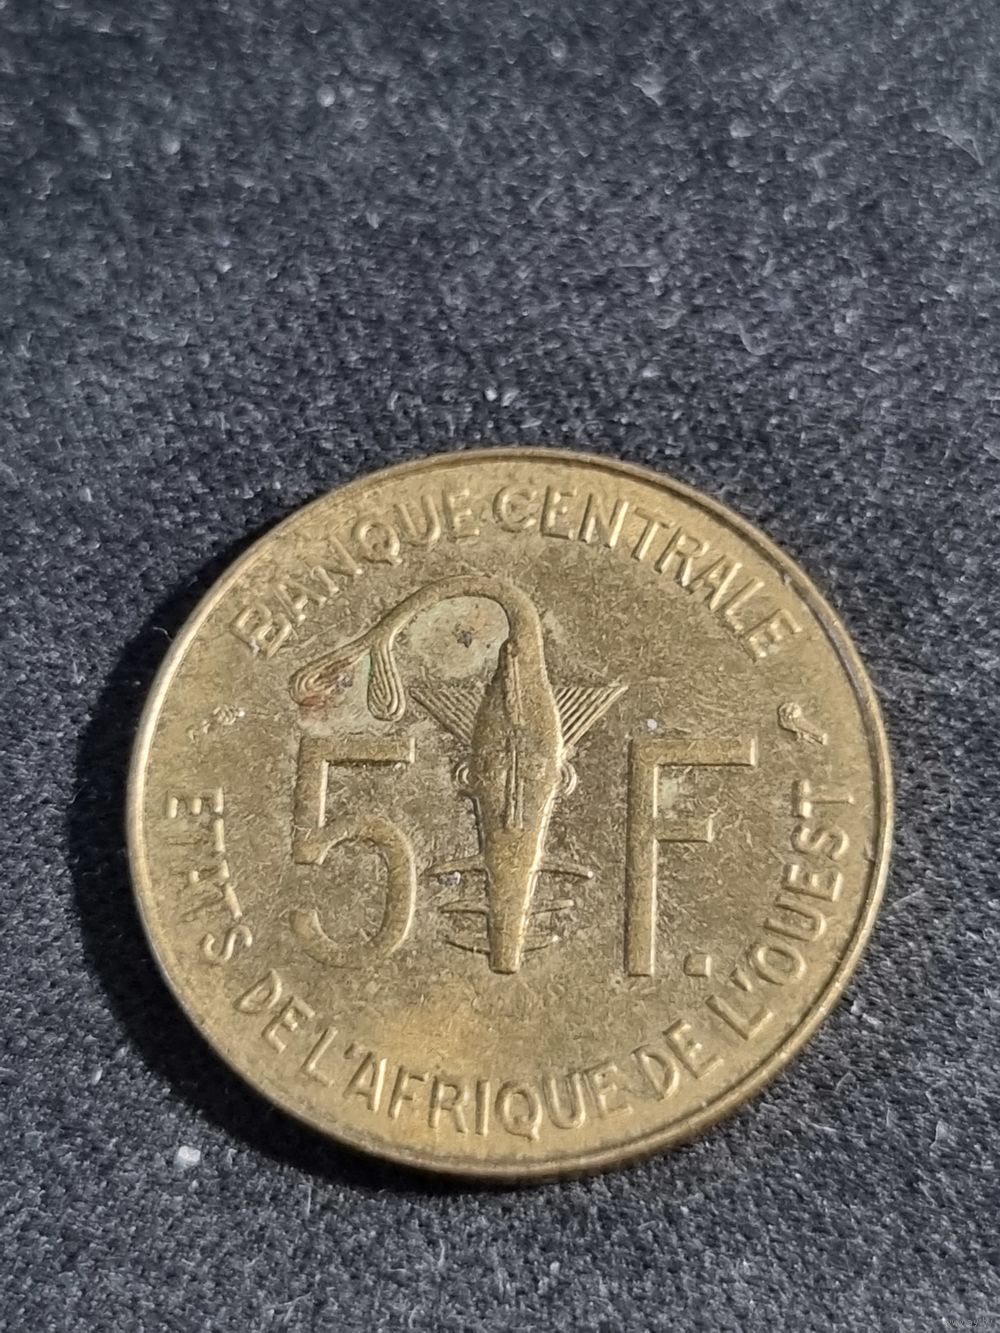 BANQUE CENTRALE
5 F.
ETATS DE L'AFRIQUE DE L'OUEST